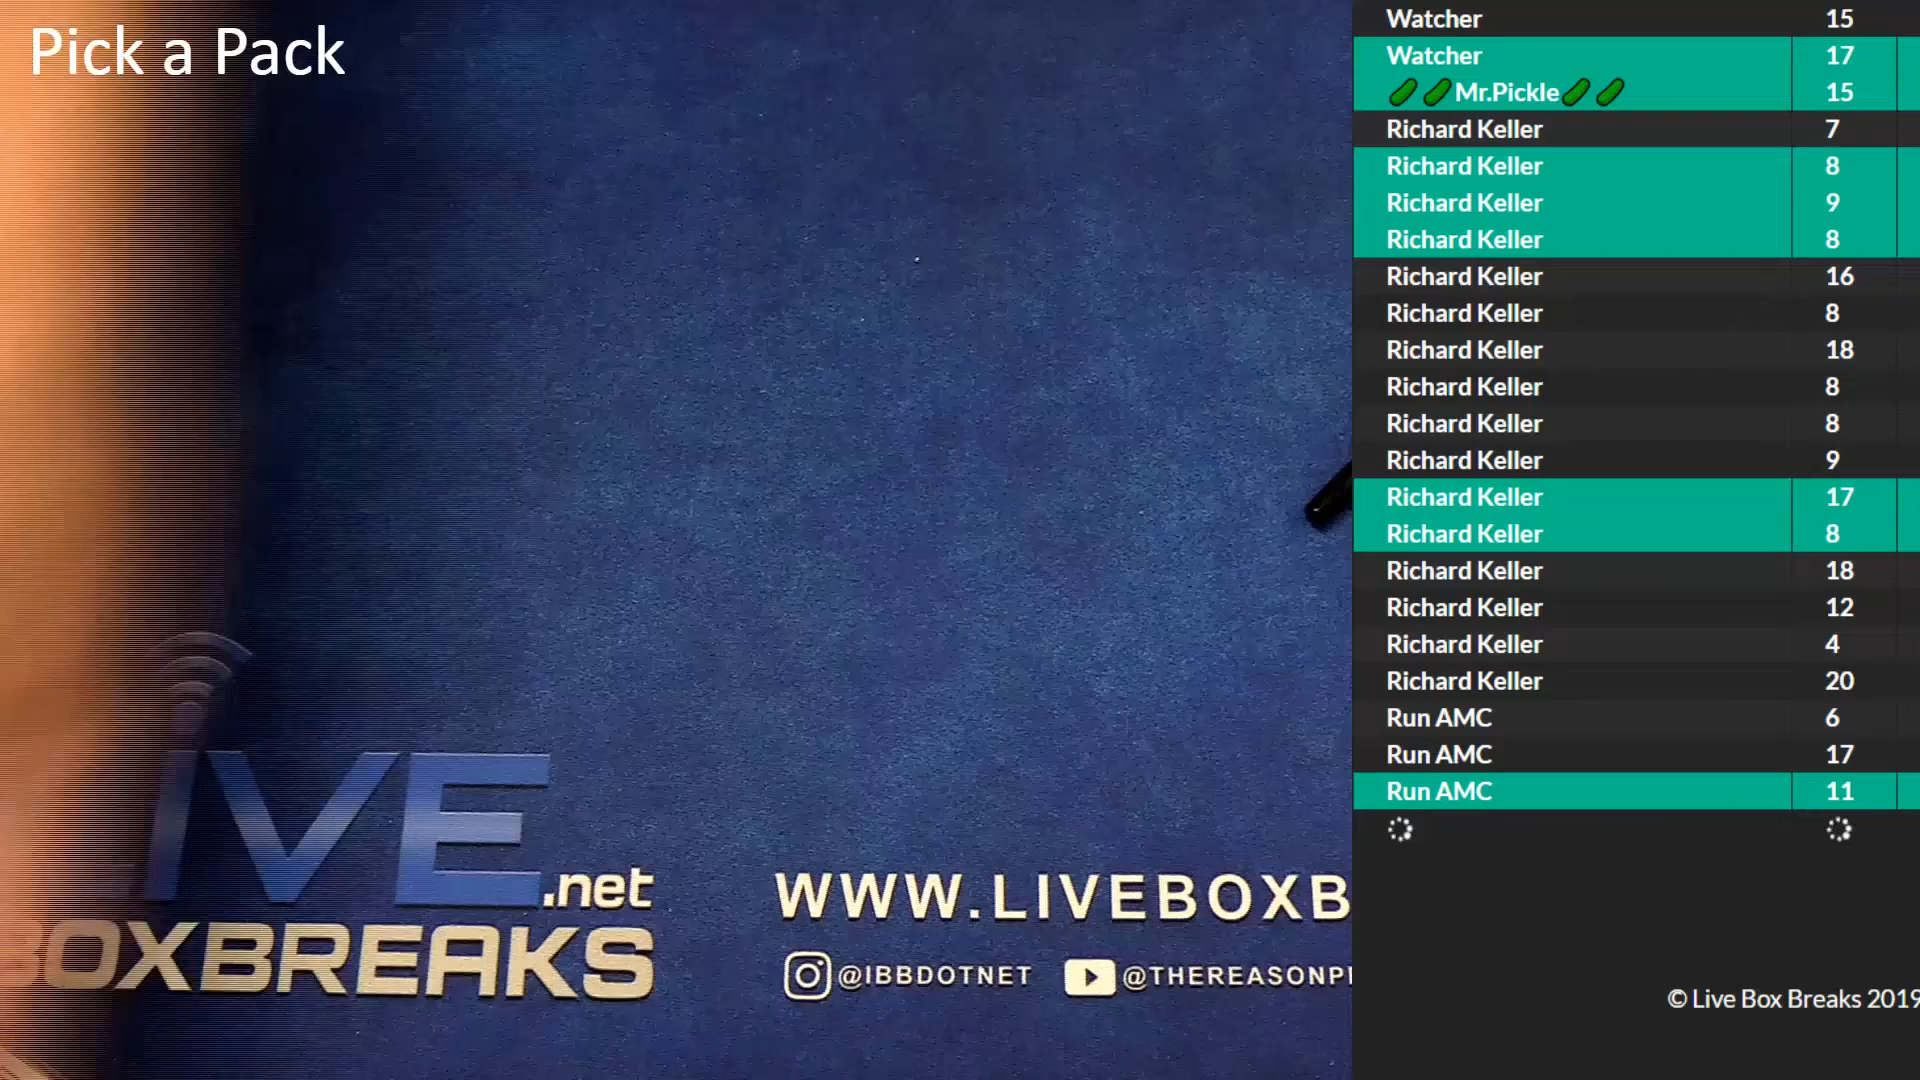 Pick a Pack
Watcher 15
Watcher 17
Mr.Pickle 15
Richard Keller 7
Richard Keller 8
Richard Keller 9
Richard Keller 8
Richard Keller 16
Richard Keller 8
Richard Keller 18
Richard Keller 8
Richard Keller 8
Richard Keller 9
Richard Keller 17
Richard Keller 8
Richard Keller 18
Richard Keller 12
Richard Keller 4
Richard Keller 20
Run AMC 6
Run AMC 17
Run AMC 11
LIVE.net
BOXBREAKS
WWW.LIVEBOXB
@IBBDOTNET @THEREASONPI
© Live Box Breaks 2019